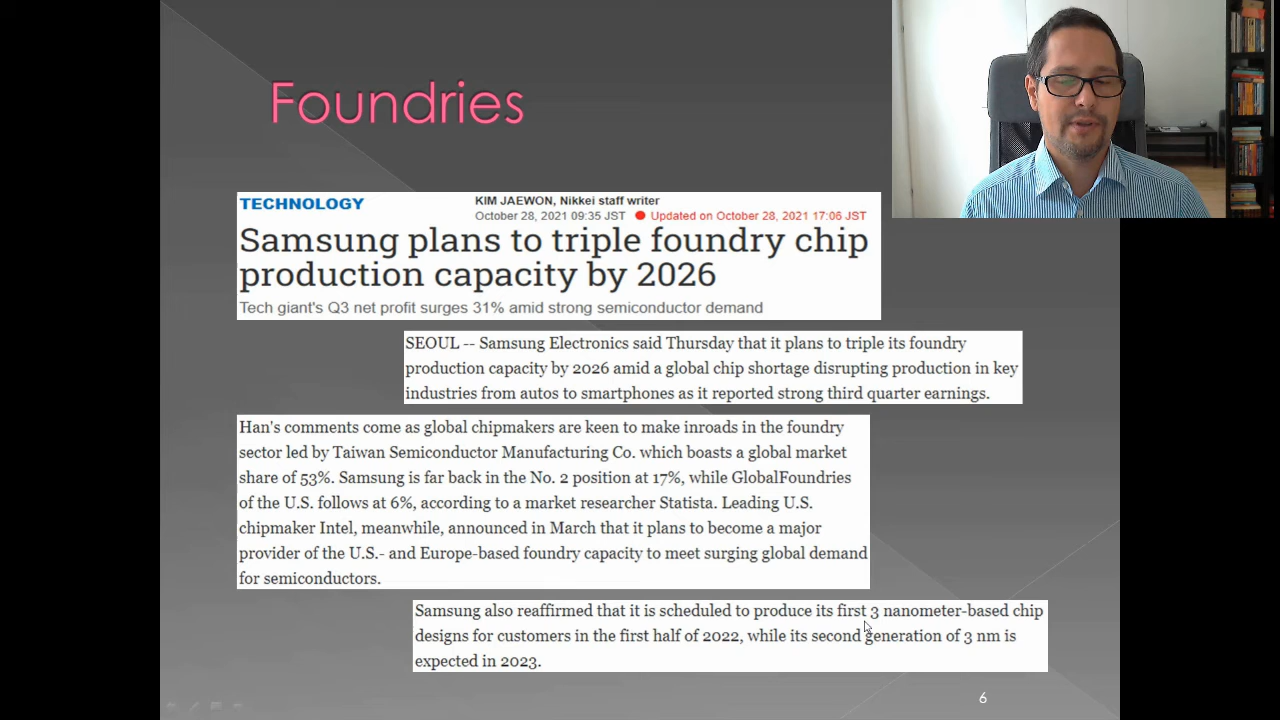 Foundries
TECHNOLOGY
KIM JAEWON, Nikkei staff writer
October 28, 2021 09:35 JST Updated on October 28, 2021 17:06 JST
Samsung plans to triple foundry chip
production capacity by 2026
Tech giant's Q3 net profit surges 31% amid strong semiconductor demand
SEOUL -- Samsung Electronics said Thursday that it plans to triple its foundry
production capacity by 2026 amid a global chip shortage disrupting production in key
industries from autos to smartphones as it reported strong third quarter earnings.
Han's comments come as global chipmakers are keen to make inroads in the foundry
sector led by Taiwan Semiconductor Manufacturing Co. which boasts a global market
share of 53%. Samsung is far back in the No. 2 position at 17%, while GlobalFoundries
of the U.S. follows at 6%, according to a market researcher Statista. Leading U.S.
chipmaker Intel, meanwhile, announced in March that it plans to become a major
provider of the U.S.- and Europe-based foundry capacity to meet surging global demand
for semiconductors.
Samsung also reaffirmed that it is scheduled to produce its first 3 nanometer-based chip
designs for customers in the first half of 2022, while its second generation of 3 nm is
expected in 2023.
6